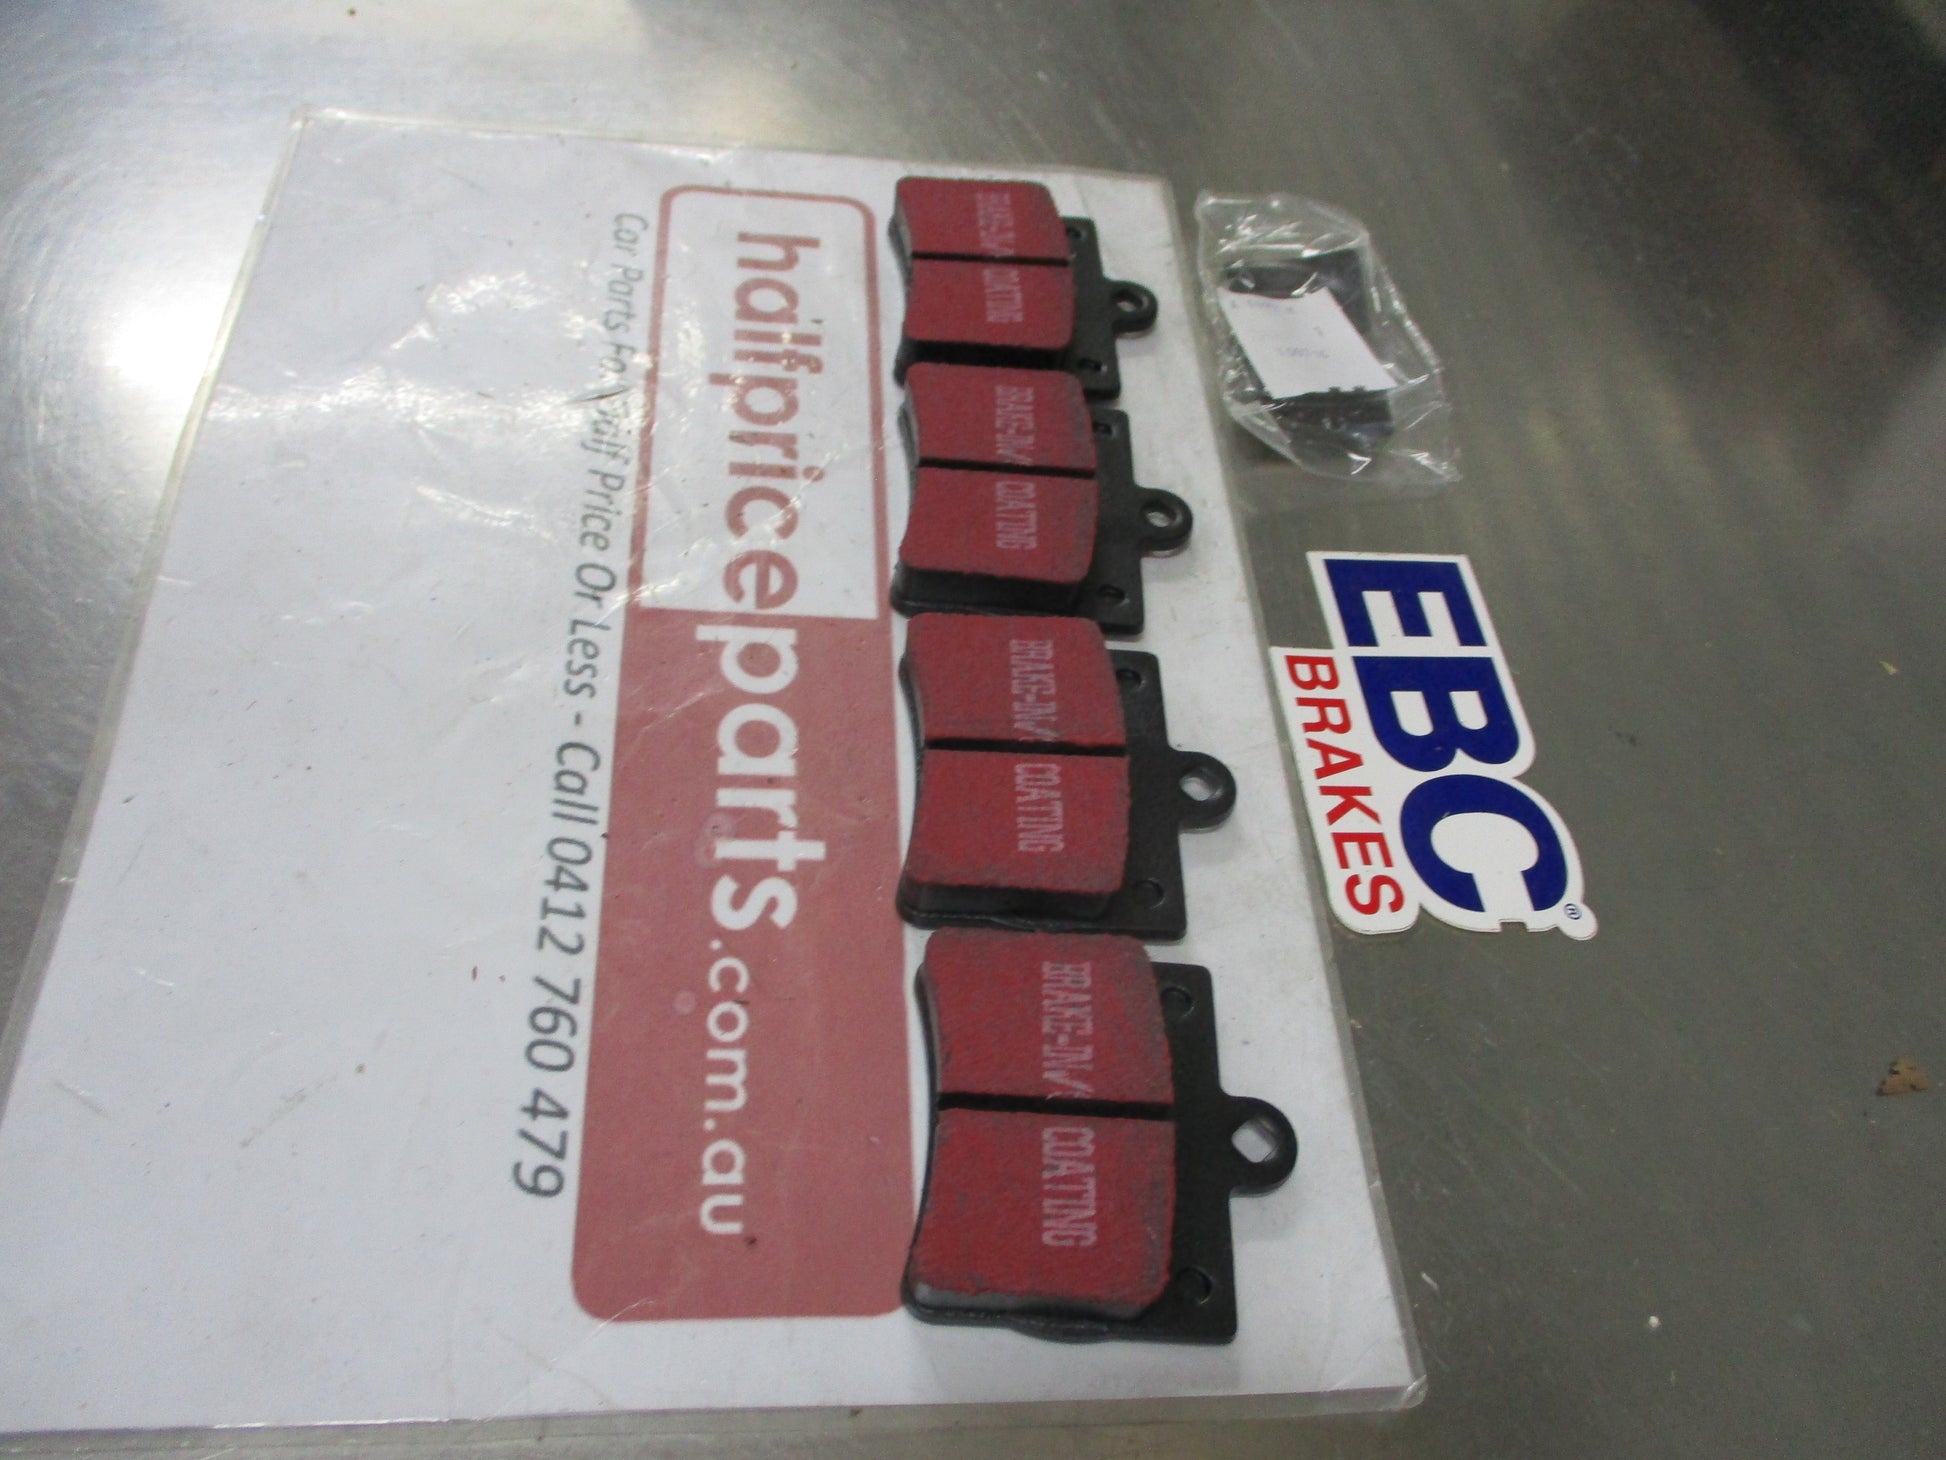 halfpriceparts.com.au
Car Parts For Half Price Or Less - Call 0412 760 479
BRAKE-IN COATING
BRAKE-IN COATING
BRAKE-IN COATING
BRAKE-IN COATING
EBC®
BRAKES